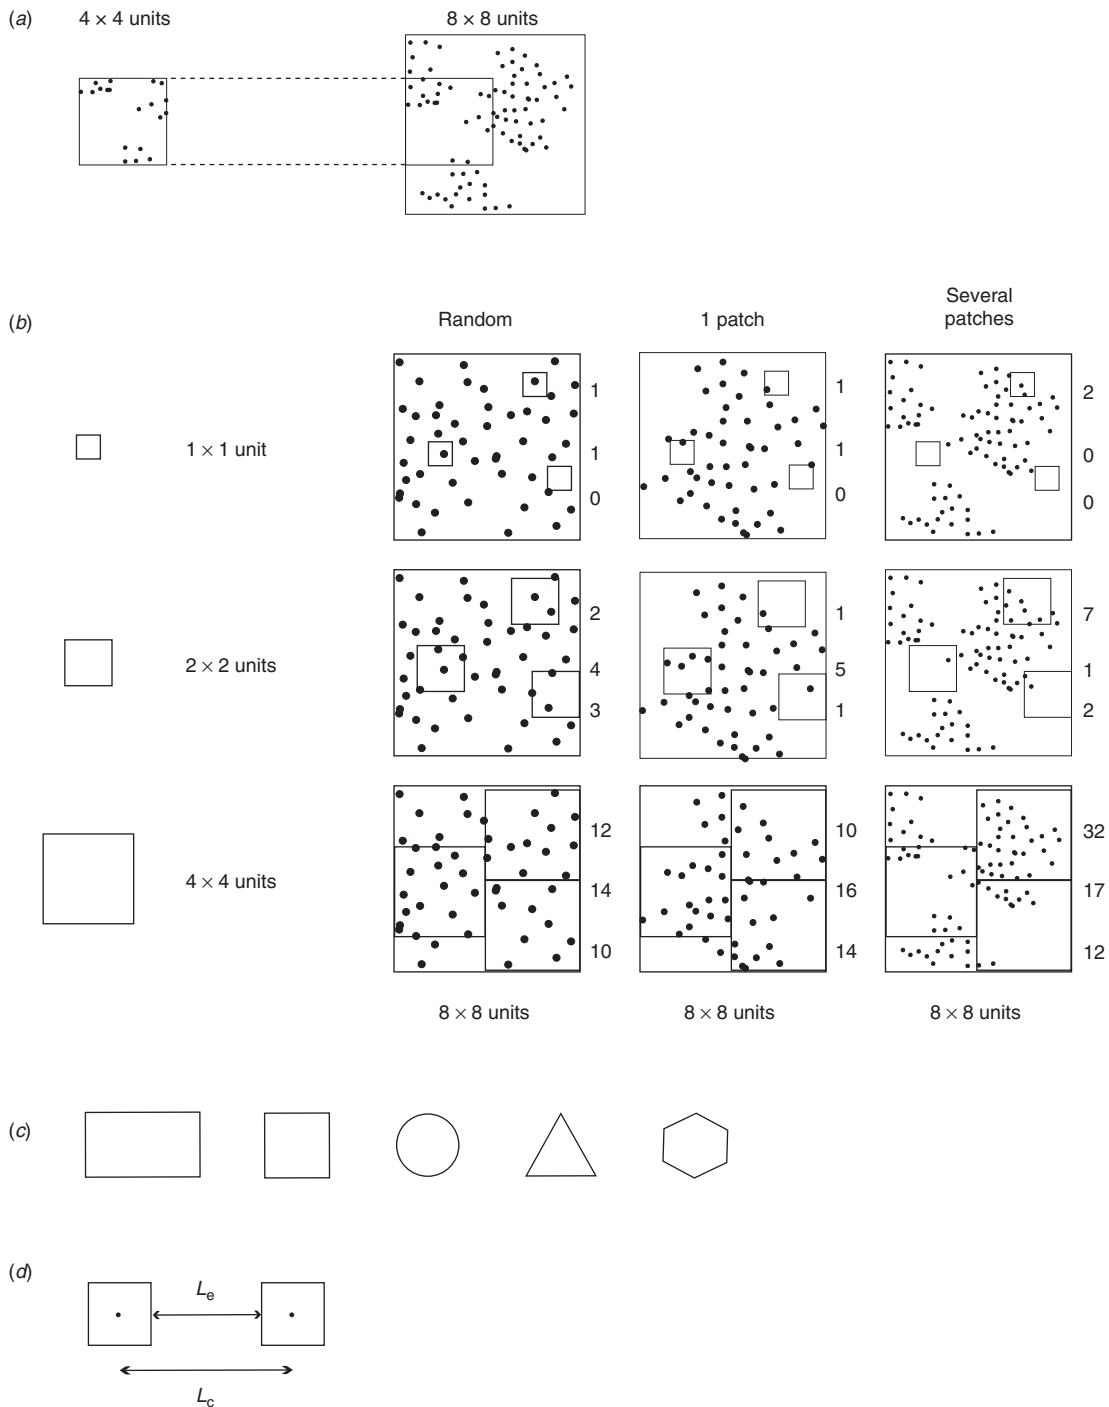 (a) 4 × 4 units 8 × 8 units
(b) Random 1 patch Several patches
1
1
2
1 × 1 unit
1
1
0
0
0
0
2
1
7
2 × 2 units
4
5
1
3
1
2
12
10
32
4 × 4 units
14
16
17
10
14
12
8 × 8 units 8 × 8 units 8 × 8 units
(c)
(d)
Le
Lc